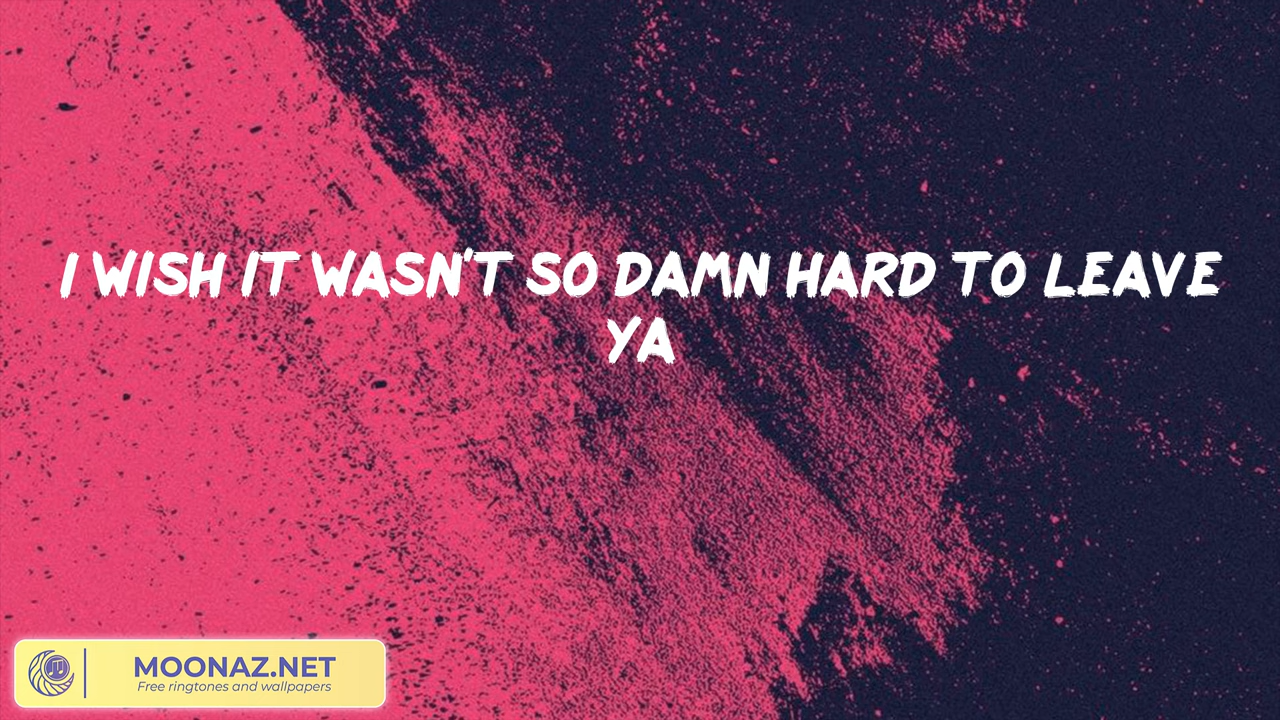 I WISH IT WASN'T SO DAMN HARD TO LEAVE
YA
MOONAZ.NET
Free ringtones and wallpapers